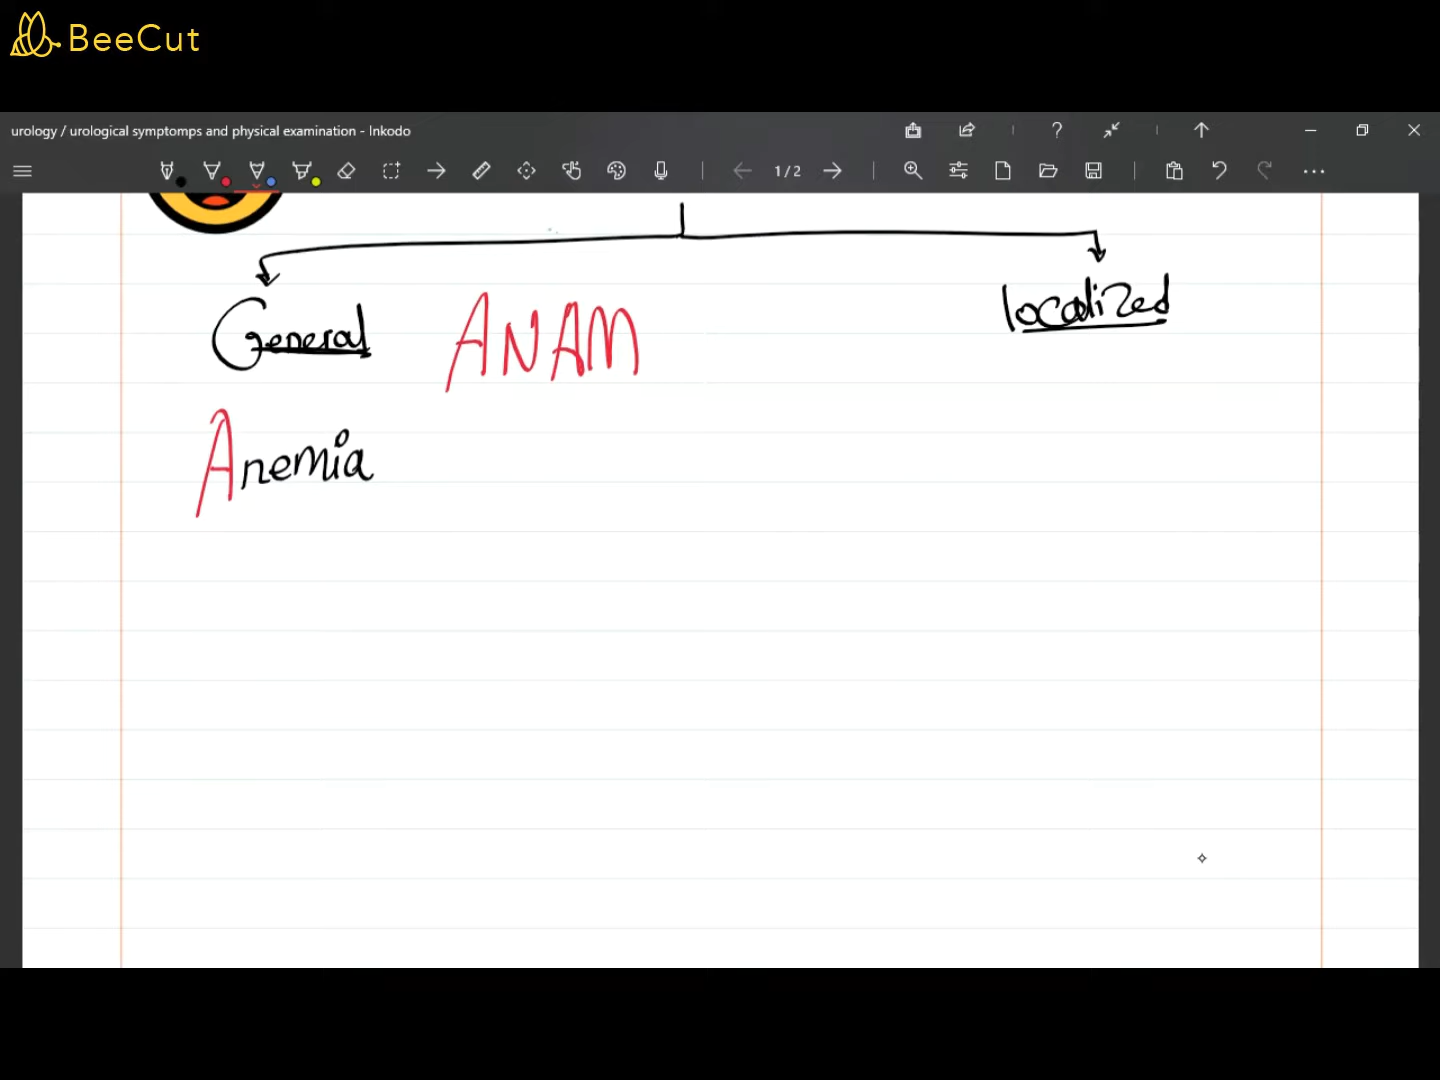 BeeCut
urology / urological symptomps and physical examination - Inkodo
1 / 2
General ANAM localized
Anemia